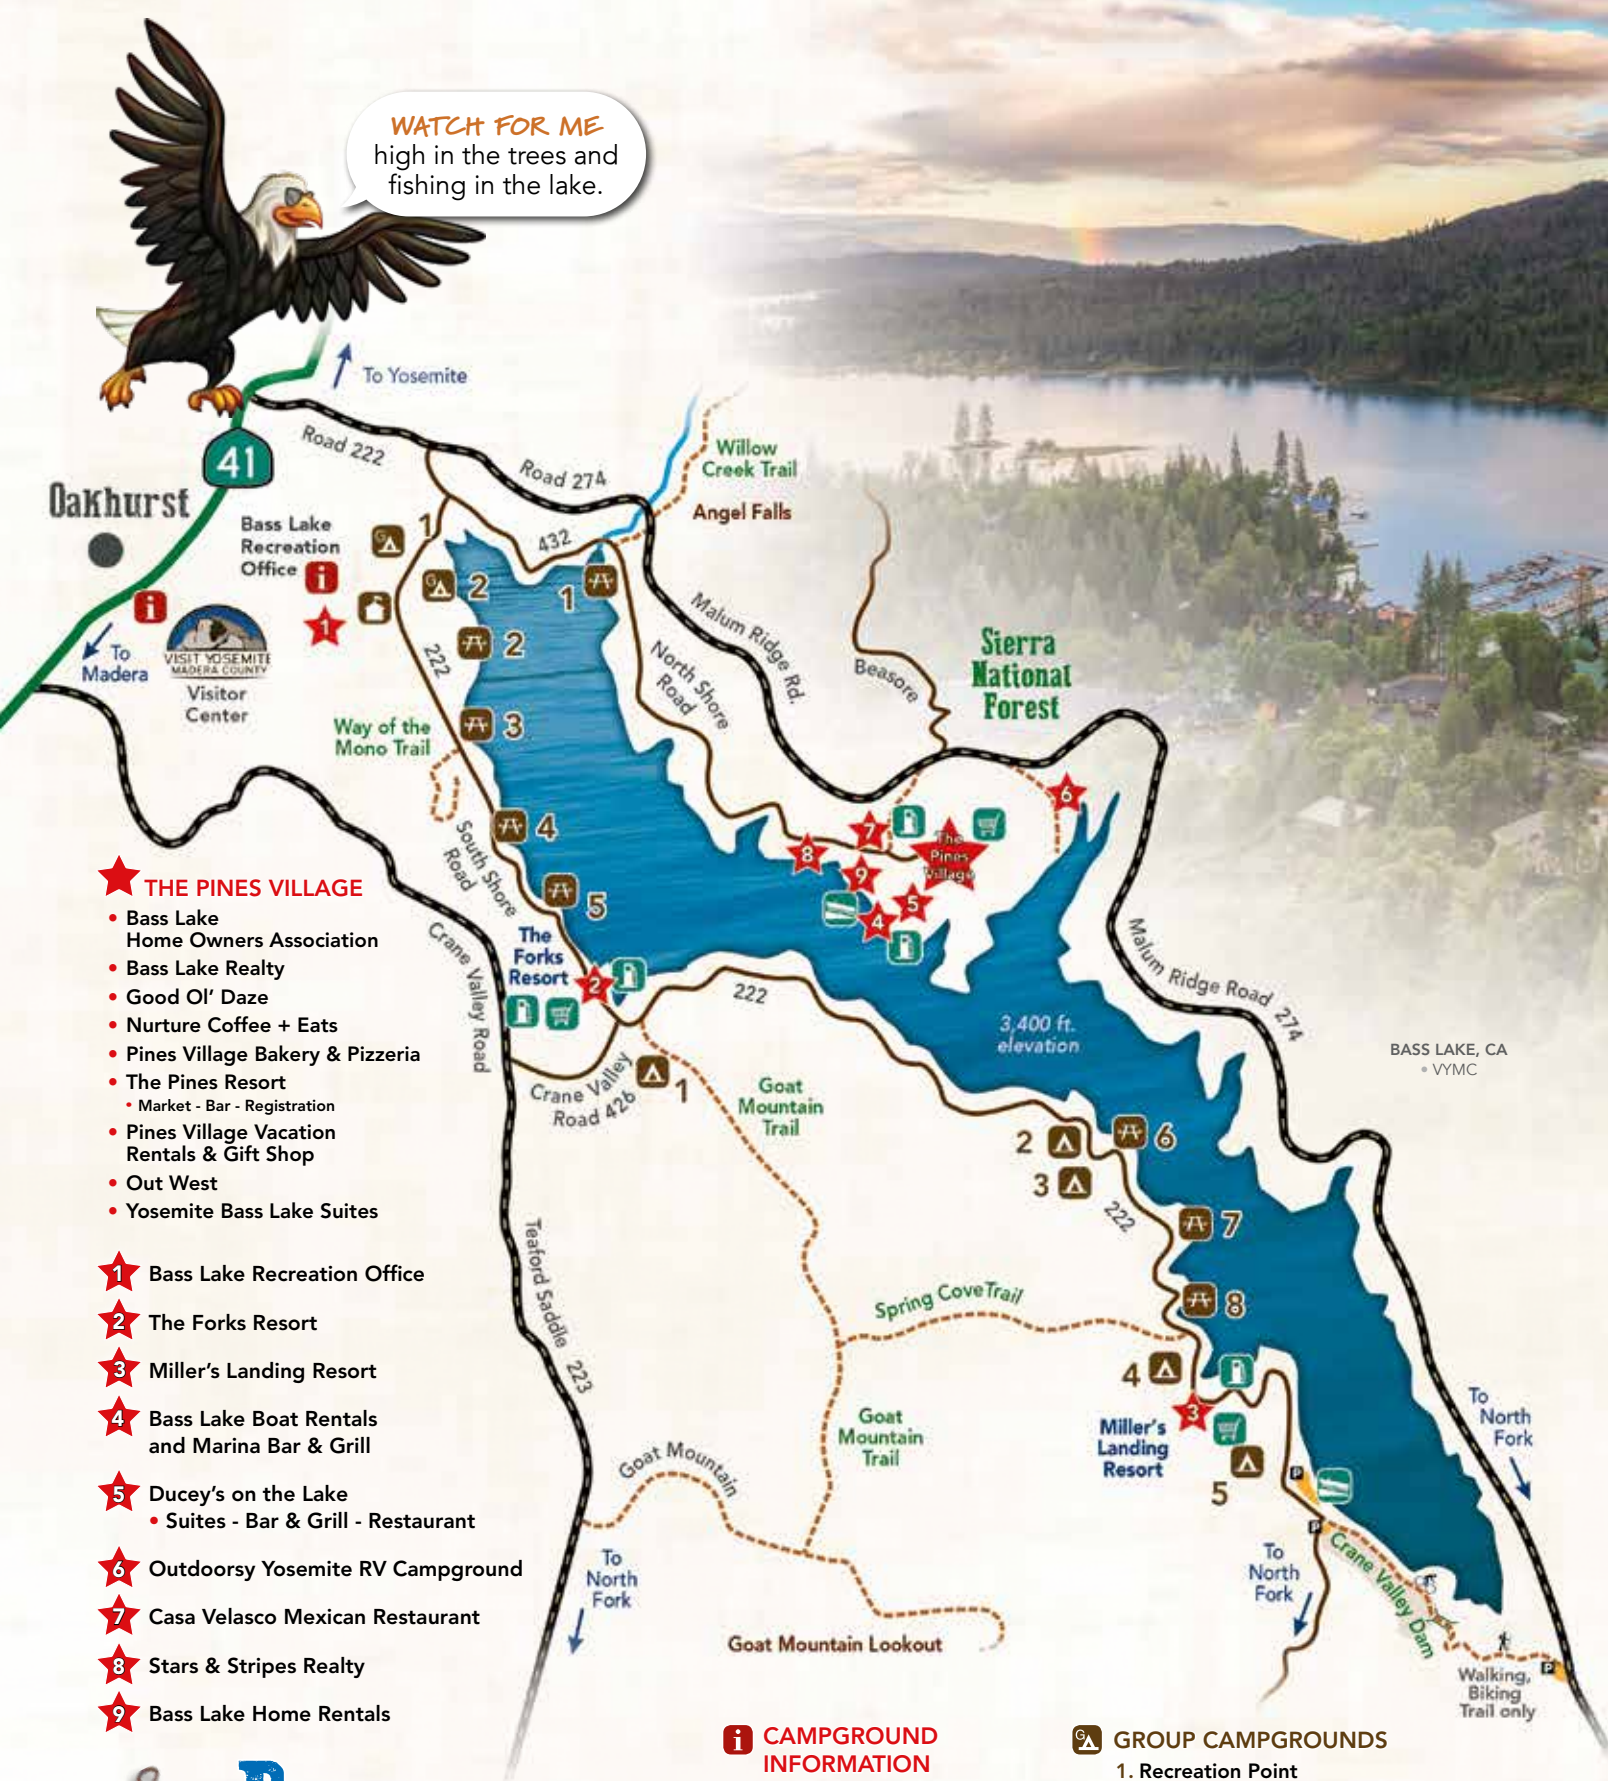 WATCH FOR ME
high in the trees and
fishing in the lake.
To Yosemite
Road 222
41
Road 274
Willow
Creek Trail
Angel Falls
Oakhurst
Bass Lake
Recreation
Office
i
1
G
1
432
G
2
1
i
1
To
Madera
VISIT YOSEMITE
MADERA COUNTY
Visitor
Center
222
2
Malum Ridge Rd.
North Shore
Road
Beasore
Sierra
National
Forest
Way of the
Mono Trail
3
4
South Shore
Road
5
6
7
8
The
Pines
Village
9
5
4
THE PINES VILLAGE
• Bass Lake
Home Owners Association
• Bass Lake Realty
• Good Ol' Daze
• Nurture Coffee + Eats
• Pines Village Bakery & Pizzeria
• The Pines Resort
• Market - Bar - Registration
• Pines Village Vacation
Rentals & Gift Shop
• Out West
• Yosemite Bass Lake Suites
1 Bass Lake Recreation Office
2 The Forks Resort
3 Miller's Landing Resort
4 Bass Lake Boat Rentals
and Marina Bar & Grill
5 Ducey's on the Lake
• Suites - Bar & Grill - Restaurant
6 Outdoorsy Yosemite RV Campground
7 Casa Velasco Mexican Restaurant
8 Stars & Stripes Realty
9 Bass Lake Home Rentals
Crane Valley Road
The
Forks
Resort
2
222
Crane Valley
Road 426
1
Goat
Mountain
Trail
3,400 ft.
elevation
Malum Ridge Road 274
BASS LAKE, CA
• VYMC
2
6
3
222
7
8
Teaford Saddle 223
Spring Cove Trail
4
3
Miller's
Landing
Resort
5
Goat
Mountain
Trail
Goat Mountain
To
North
Fork
Goat Mountain Lookout
To
North
Fork
P
P
To
North
Fork
Crane Valley Dam
P
Walking,
Biking
Trail only
i CAMPGROUND
INFORMATION
G GROUP CAMPGROUNDS
1. Recreation Point